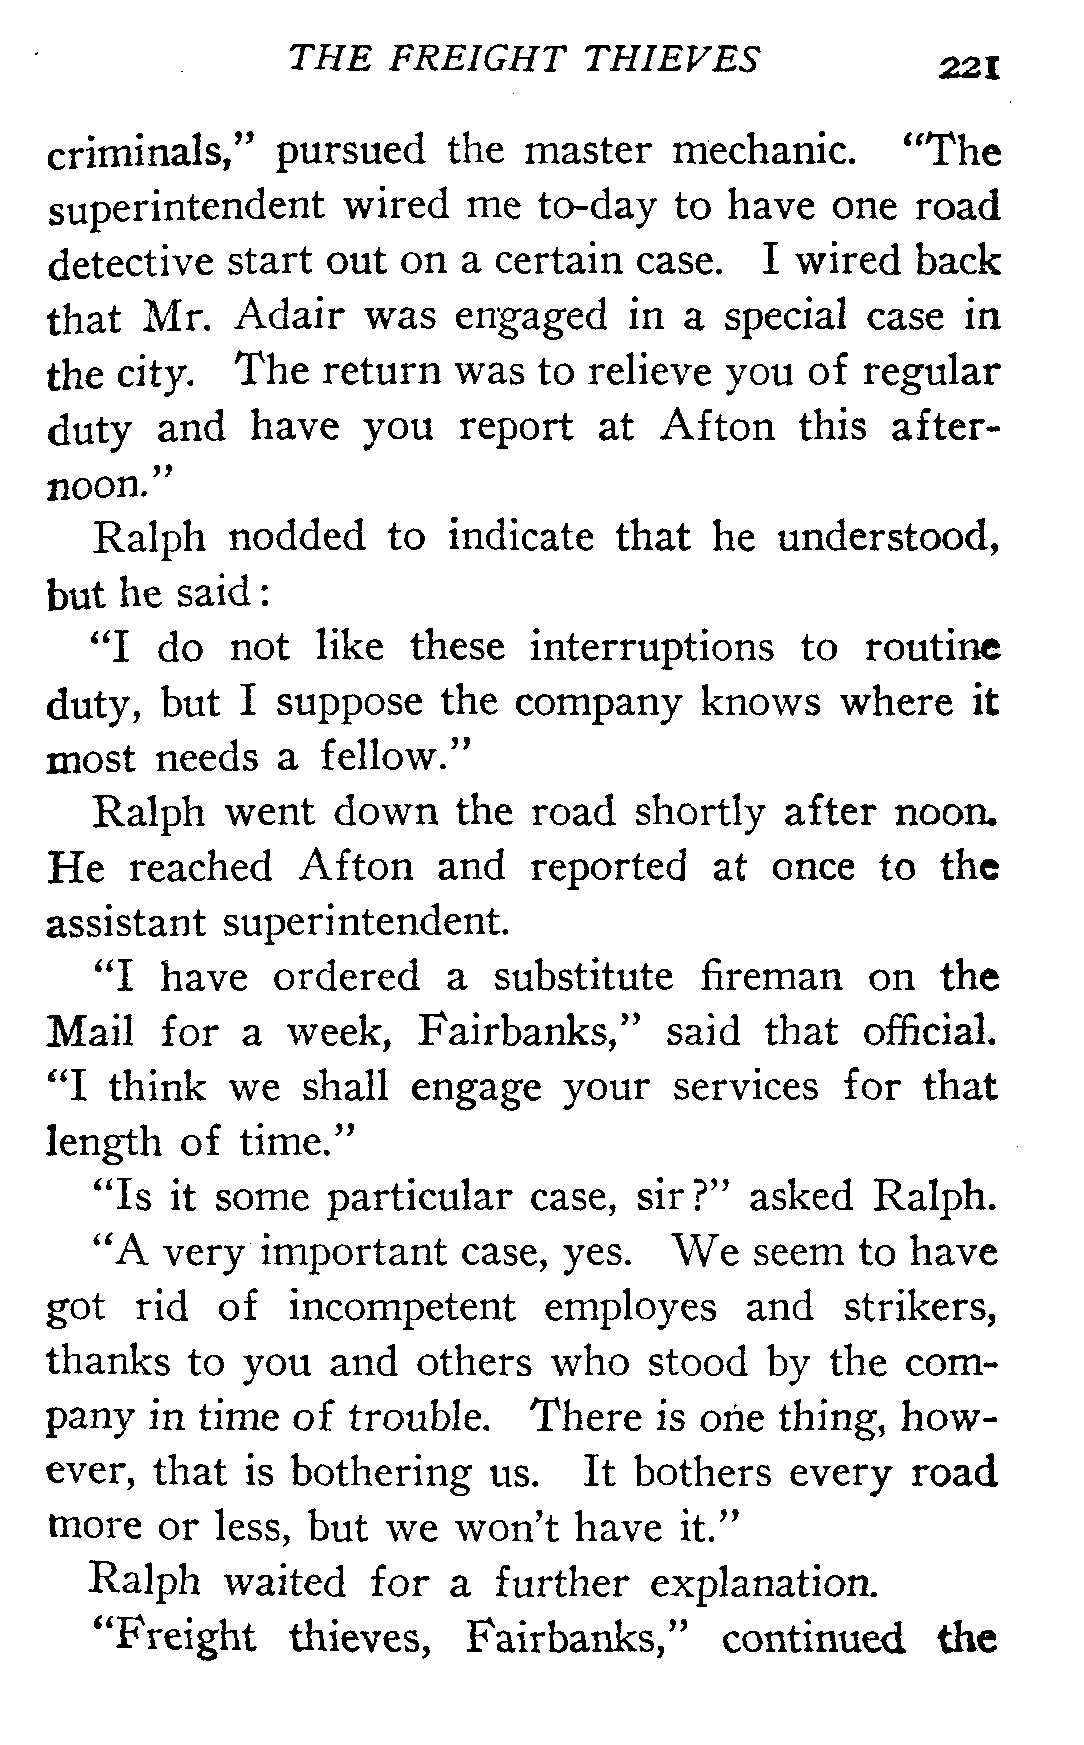 THE FREIGHT THIEVES 221
criminals," pursued the master mechanic. "The
superintendent wired me to-day to have one road
detective start out on a certain case. I wired back
that Mr. Adair was engaged in a special case in
the city. The return was to relieve you of regular
duty and have you report at Afton this after-
noon."
Ralph nodded to indicate that he understood,
but he said:
"I do not like these interruptions to routine
duty, but I suppose the company knows where it
most needs a fellow."
Ralph went down the road shortly after noon.
He reached Afton and reported at once to the
assistant superintendent.
"I have ordered a substitute fireman on the
Mail for a week, Fairbanks," said that official.
"I think we shall engage your services for that
length of time."
"Is it some particular case, sir?" asked Ralph.
"A very important case, yes. We seem to have
got rid of incompetent employes and strikers,
thanks to you and others who stood by the com-
pany in time of trouble. There is one thing, how-
ever, that is bothering us. It bothers every road
more or less, but we won't have it."
Ralph waited for a further explanation.
"Freight thieves, Fairbanks," continued the